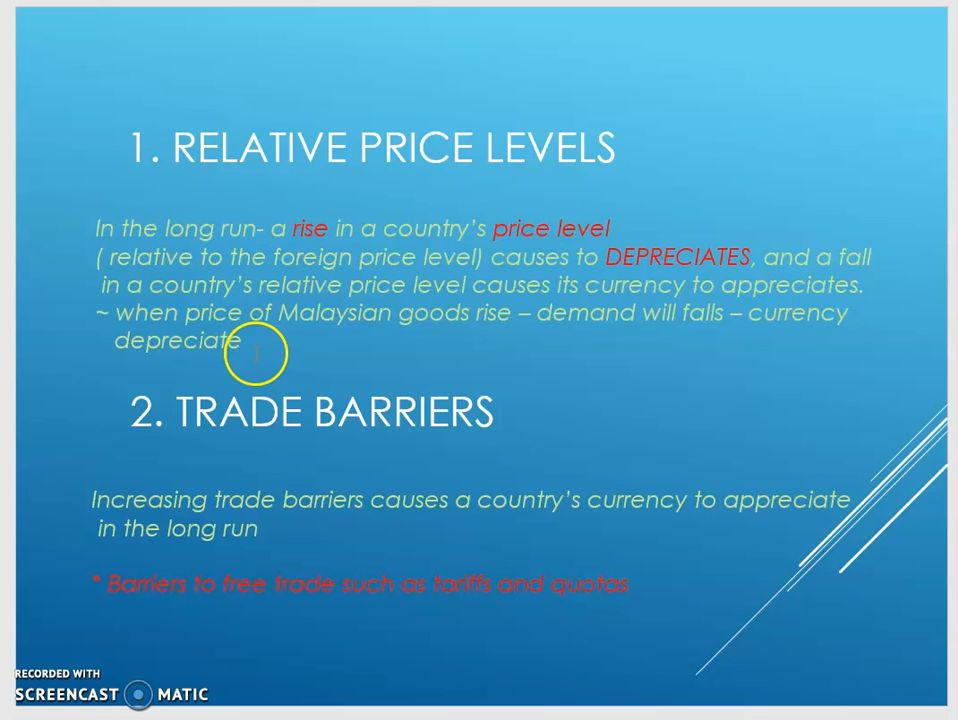 1. RELATIVE PRICE LEVELS
In the long run- a rise in a country's price level
( relative to the foreign price level) causes to DEPRECIATES, and a fall
in a country's relative price level causes its currency to appreciates.
~ when price of Malaysian goods rise – demand will falls – currency
depreciate
2. TRADE BARRIERS
Increasing trade barriers causes a country's currency to appreciate
in the long run
* Barriers to free trade such as tariffs and quotas
RECORDED WITH
SCREENCAST MATIC